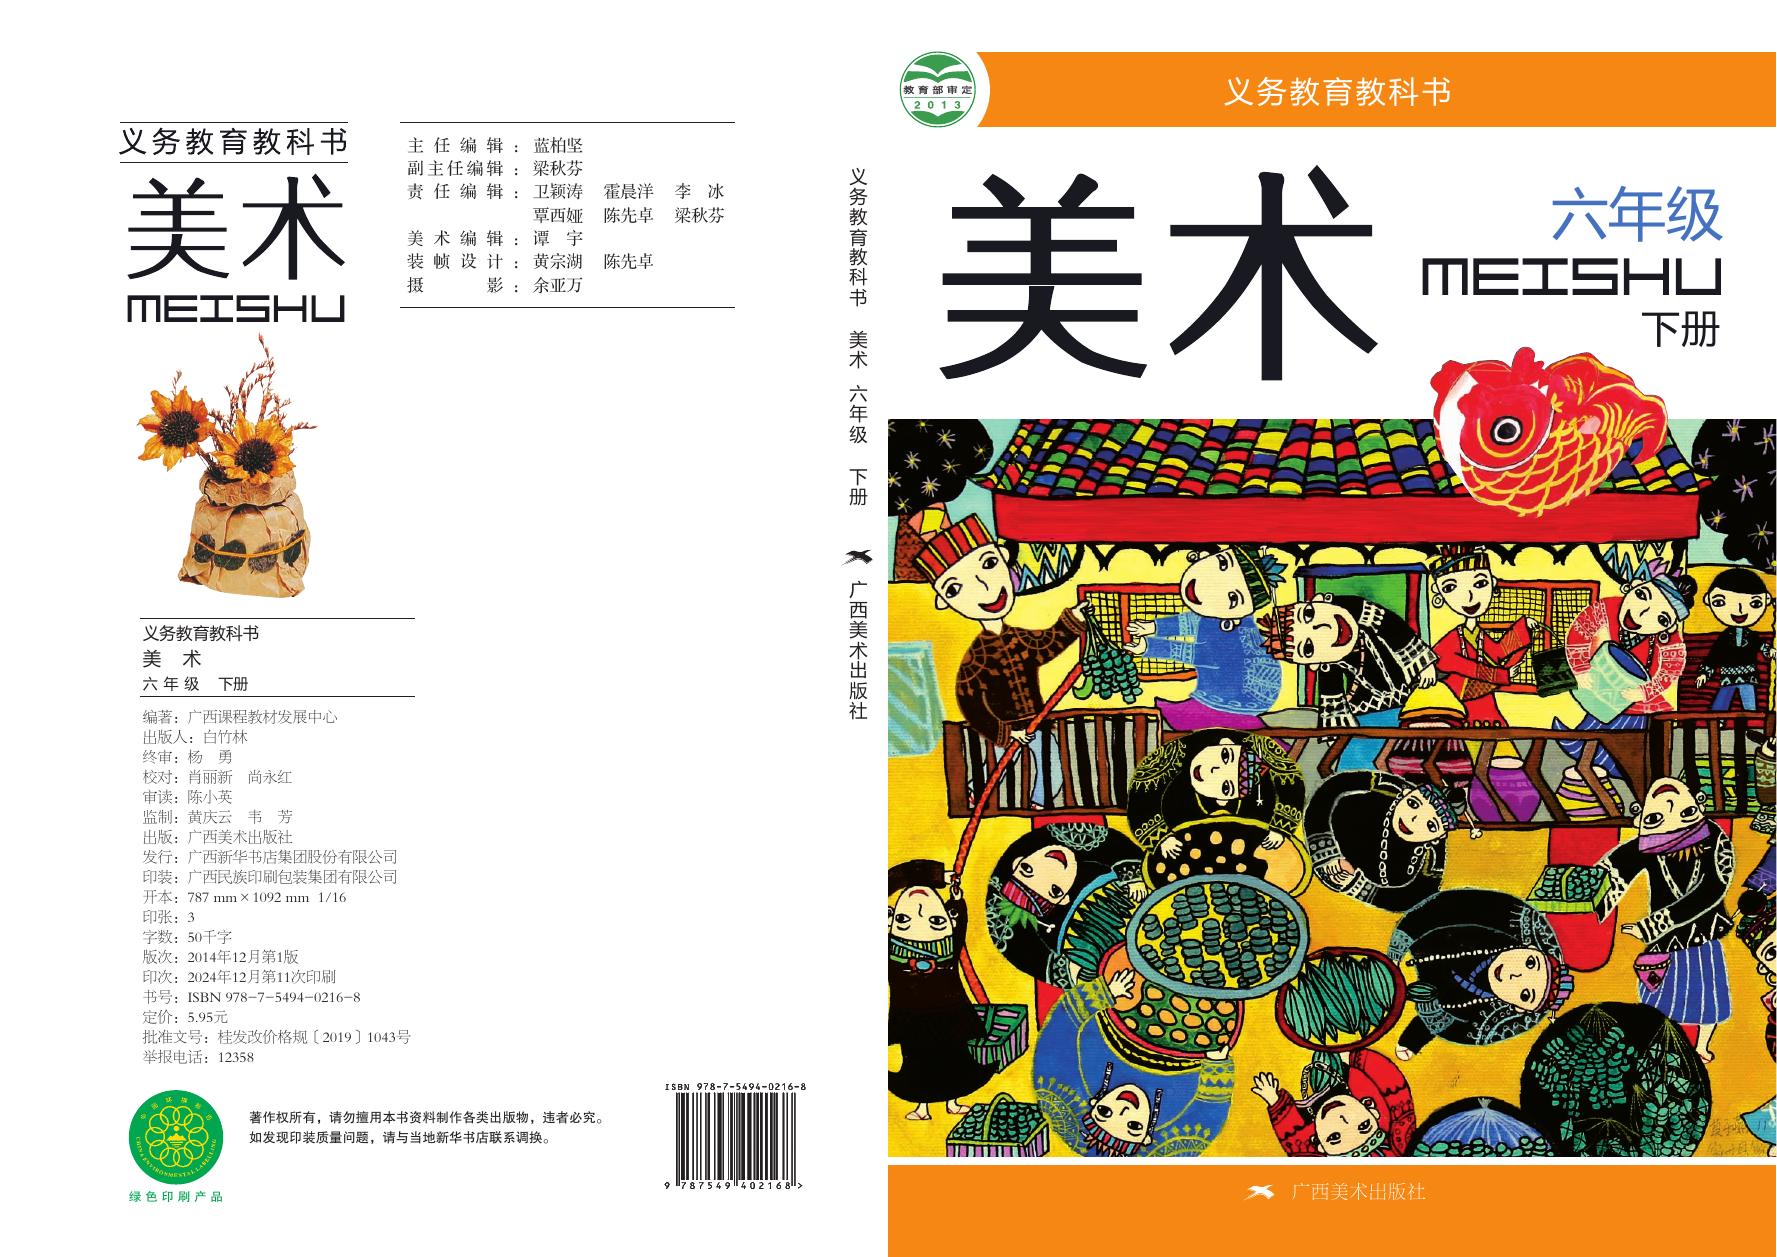 义务教育教科书
美术
MEISHU
主任编辑：蓝柏坚
副主任编辑：梁秋芬
责任编辑：卫颖涛 霍晨洋 李 冰
覃西娅 陈先卓 梁秋芬
美术编辑：谭 宇
装帧设计：黄宗湖 陈先卓
摄 影：余亚万
义务教育教科书
美 术
六年级 下册
编著：广西课程教材发展中心
出版人：白竹林
终审：杨 勇
校对：肖丽新 尚永红
审读：陈小英
监制：黄庆云 韦 芳
出版：广西美术出版社
发行：广西新华书店集团股份有限公司
印装：广西民族印刷包装集团有限公司
开本：787 mm×1092 mm 1/16
印张：3
字数：50千字
版次：2014年12月第1版
印次：2024年12月第11次印刷
书号：ISBN 978-7-5494-0216-8
定价：5.95元
批准文号：桂发改价格规〔2019〕1043号
举报电话：12358
中国环境标志
CHINA ENVIRONMENTAL LABELLING
绿色印刷产品
著作权所有，请勿擅用本书资料制作各类出版物，违者必究。
如发现印装质量问题，请与当地新华书店联系调换。
ISBN 978-7-5494-0216-8
9 787549 402168 >
义务教育教科书 美术 六年级 下册 广西美术出版社
教育部审定
2013
义务教育教科书
美术
六年级
MEISHU
下册
广西美术出版社